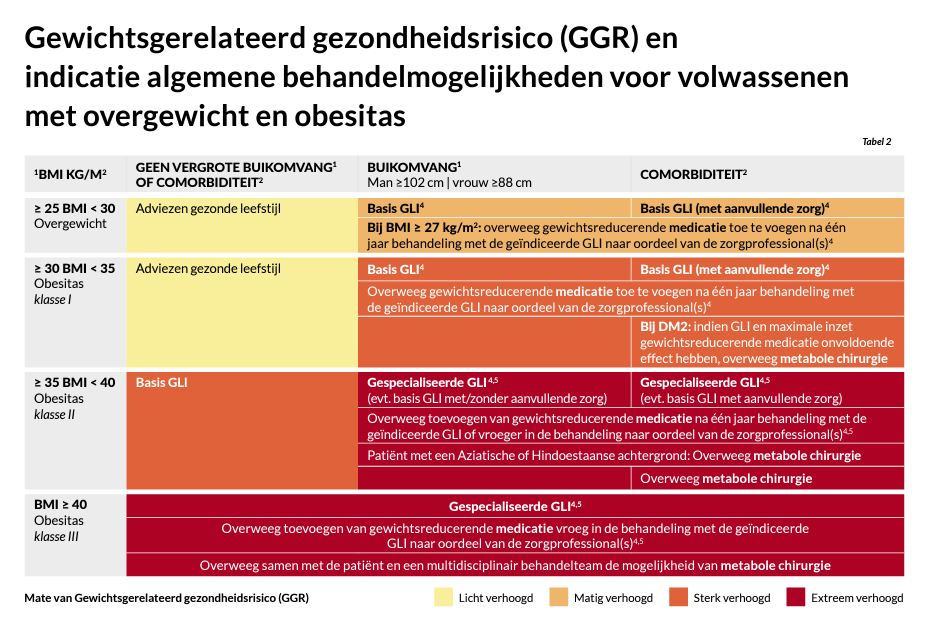 Gewichtsgerelateerd gezondheidsrisico (GGR) en
indicatie algemene behandelmogelijkheden voor volwassenen
met overgewicht en obesitas
Tabel 2
¹BMI KG/M²
GEEN VERGROTE BUIKOMVANG¹
OF COMORBIDITEIT²
BUIKOMVANG¹
Man ≥102 cm | vrouw ≥88 cm
COMORBIDITEIT²
≥ 25 BMI < 30
Overgewicht
Adviezen gezonde leefstijl
Basis GLI⁴
Basis GLI (met aanvullende zorg)⁴
Bij BMI ≥ 27 kg/m²: overweeg gewichtsreducerende medicatie toe te voegen na één
jaar behandeling met de geïndiceerde GLI naar oordeel van de zorgprofessional(s)⁴
≥ 30 BMI < 35
Obesitas
klasse I
Adviezen gezonde leefstijl
Basis GLI⁴
Basis GLI (met aanvullende zorg)⁴
Overweeg gewichtsreducerende medicatie toe te voegen na één jaar behandeling met
de geïndiceerde GLI naar oordeel van de zorgprofessional(s)⁴
Bij DM2: indien GLI en maximale inzet
gewichtsreducerende medicatie onvoldoende
effect hebben, overweeg metabole chirurgie
≥ 35 BMI < 40
Obesitas
klasse II
Basis GLI
Gespecialiseerde GLI⁴,⁵
(evt. basis GLI met/zonder aanvullende zorg)
Gespecialiseerde GLI⁴,⁵
(evt. basis GLI met aanvullende zorg)
Overweeg toevoegen van gewichtsreducerende medicatie na één jaar behandeling met de
geïndiceerde GLI of vroeger in de behandeling naar oordeel van de zorgprofessional(s)⁴,⁵
Patiënt met een Aziatische of Hindoestaanse achtergrond: Overweeg metabole chirurgie
Overweeg metabole chirurgie
BMI ≥ 40
Obesitas
klasse III
Gespecialiseerde GLI⁴,⁵
Overweeg toevoegen van gewichtsreducerende medicatie vroeg in de behandeling met de geïndiceerde
GLI naar oordeel van de zorgprofessional(s)⁴,⁵
Overweeg samen met de patiënt en een multidisciplinair behandelteam de mogelijkheid van metabole chirurgie
Mate van Gewichtsgerelateerd gezondheidsrisico (GGR)
Licht verhoogd
Matig verhoogd
Sterk verhoogd
Extreem verhoogd